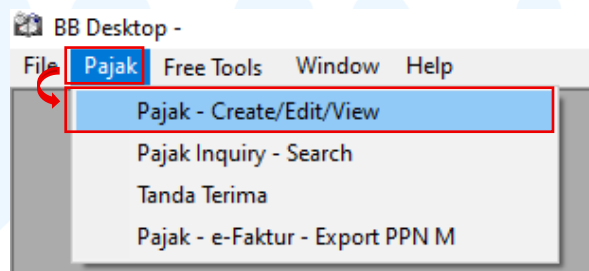 BB Desktop -
File Pajak Free Tools Window Help
Pajak - Create/Edit/View
Pajak Inquiry - Search
Tanda Terima
Pajak - e-Faktur - Export PPN M